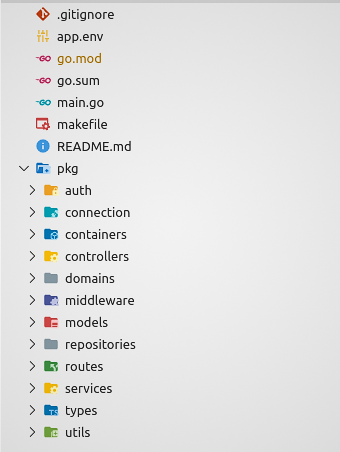 .gitignore
app.env
go.mod
go.sum
main.go
makefile
README.md
pkg
auth
connection
containers
controllers
domains
middleware
models
repositories
routes
services
types
utils